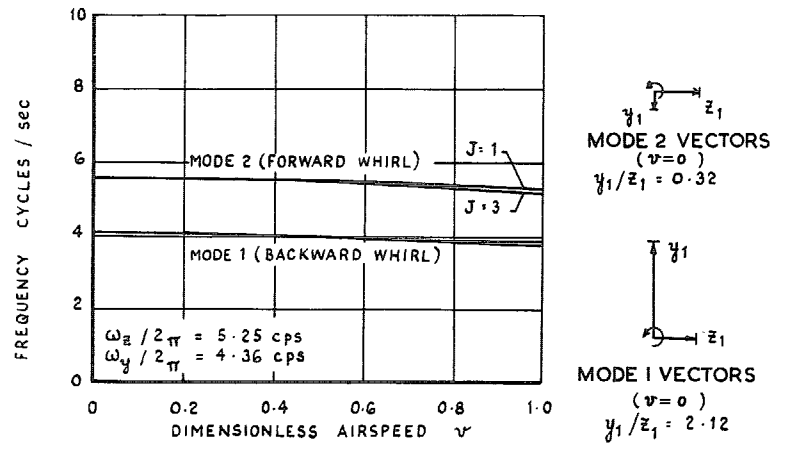 10
8
6
4
2
0
FREQUENCY CYCLES / sec
MODE 2 (FORWARD WHIRL)
J=1
J=3
MODE 1 (BACKWARD WHIRL)
ω_z / 2π = 5·25 cps
ω_y / 2π = 4·36 cps
0 0·2 0·4 0·6 0·8 1·0
DIMENSIONLESS AIRSPEED v
y₁ z₁
MODE 2 VECTORS
(v=0)
y₁/z₁ = 0·32
y₁
z₁
MODE 1 VECTORS
(v=0)
y₁/z₁ = 2·12